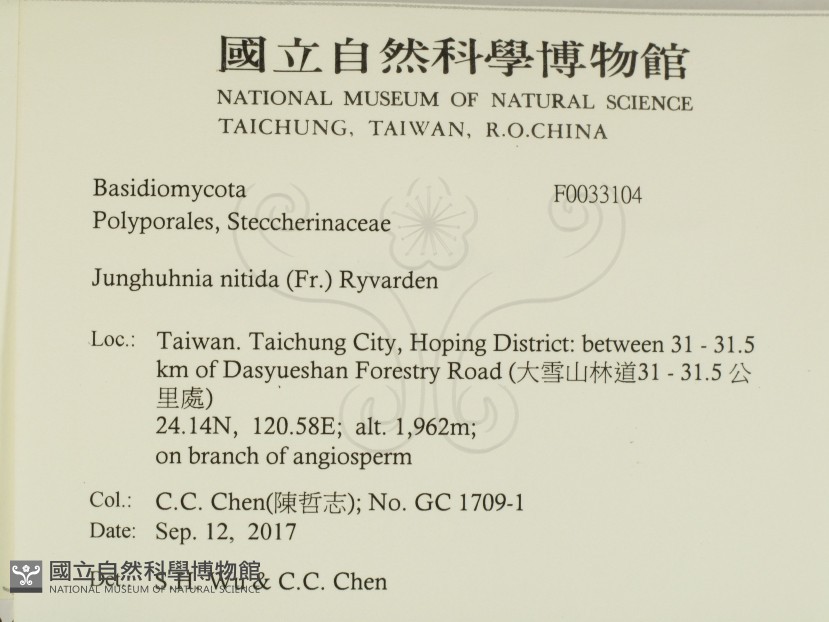 國立自然科學博物館
NATIONAL MUSEUM OF NATURAL SCIENCE
TAICHUNG, TAIWAN, R.O.CHINA
Basidiomycota F0033104
Polyporales, Steccherinaceae
Junghuhnia nitida (Fr.) Ryvarden
Loc.: Taiwan. Taichung City, Hoping District: between 31 - 31.5
km of Dasyueshan Forestry Road (大雪山林道31 - 31.5 公
里處)
24.14N, 120.58E; alt. 1,962m;
on branch of angiosperm
Col.: C.C. Chen(陳哲志); No. GC 1709-1
Date: Sep. 12, 2017
Det.: S.H. Wu & C.C. Chen
國立自然科學博物館
NATIONAL MUSEUM OF NATURAL SCIENCE